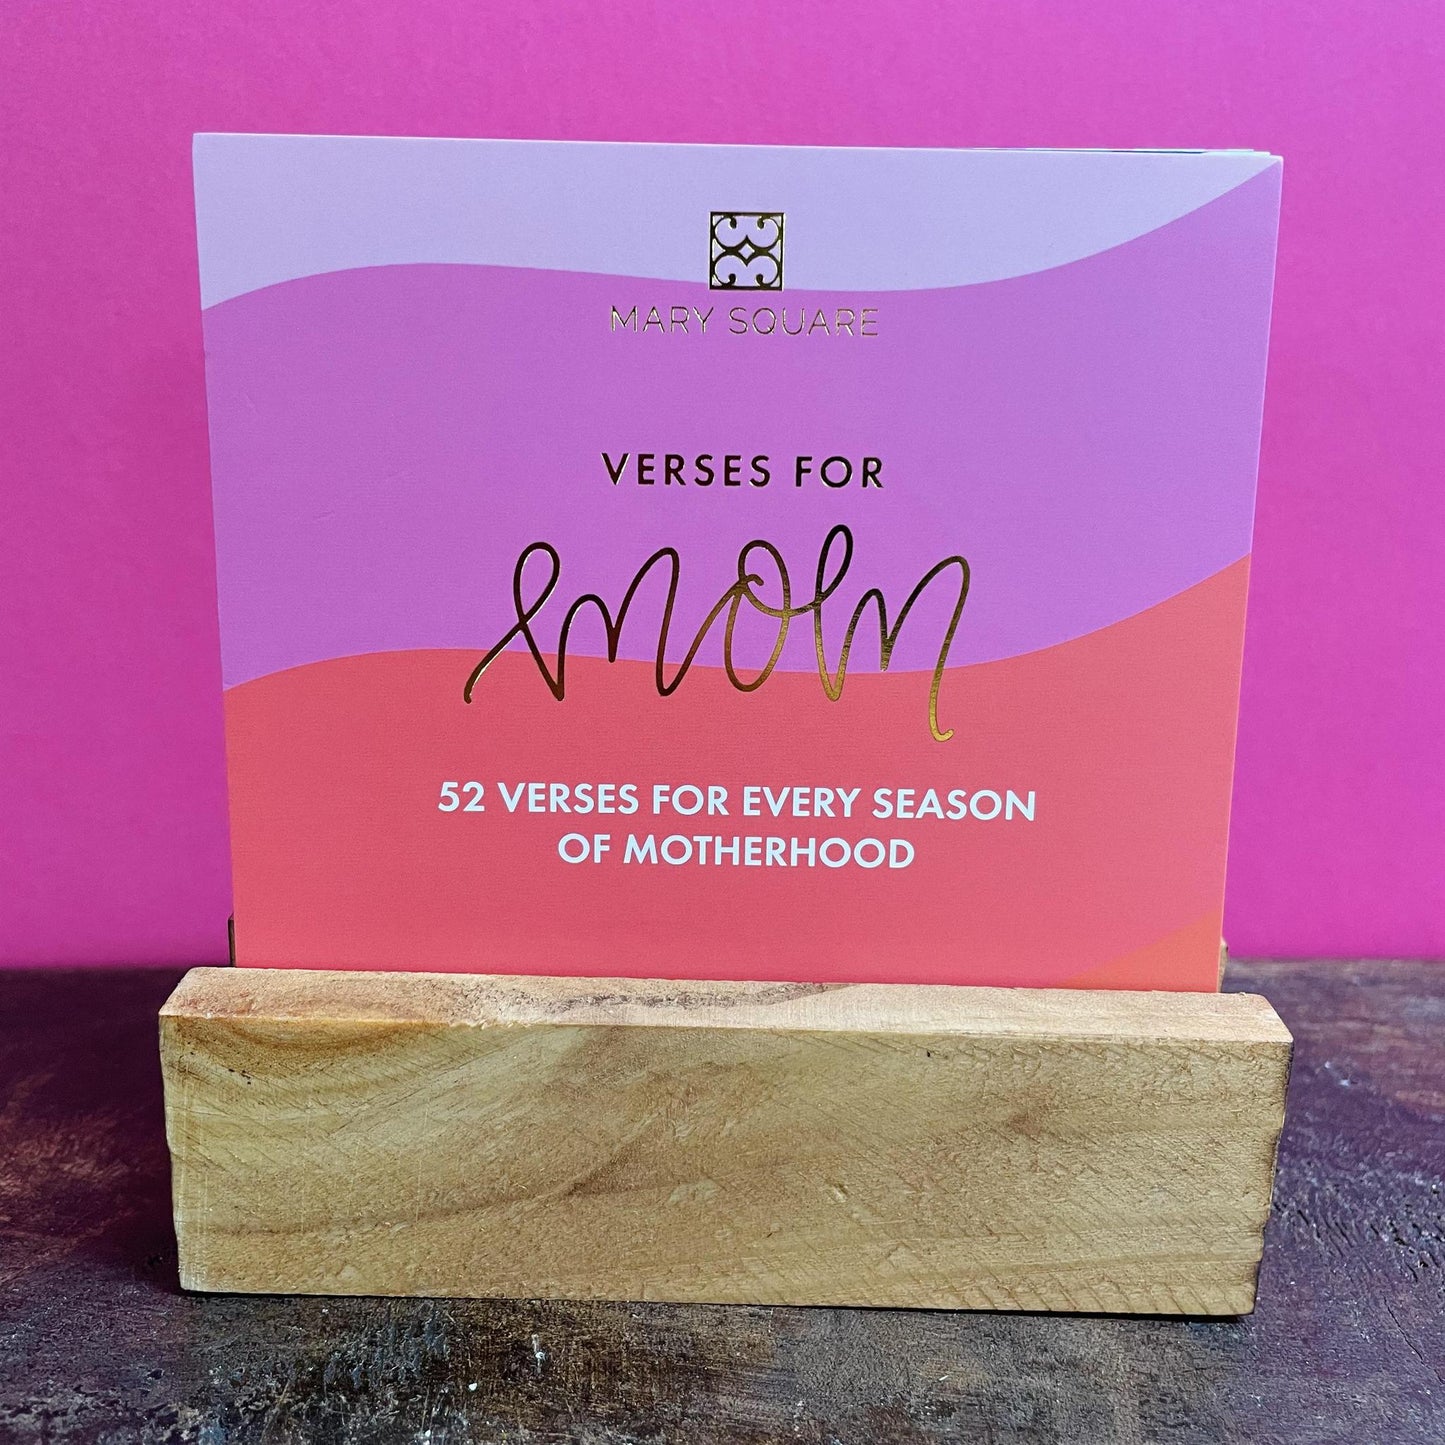 MARY SQUARE
VERSES FOR
mom
52 VERSES FOR EVERY SEASON
OF MOTHERHOOD